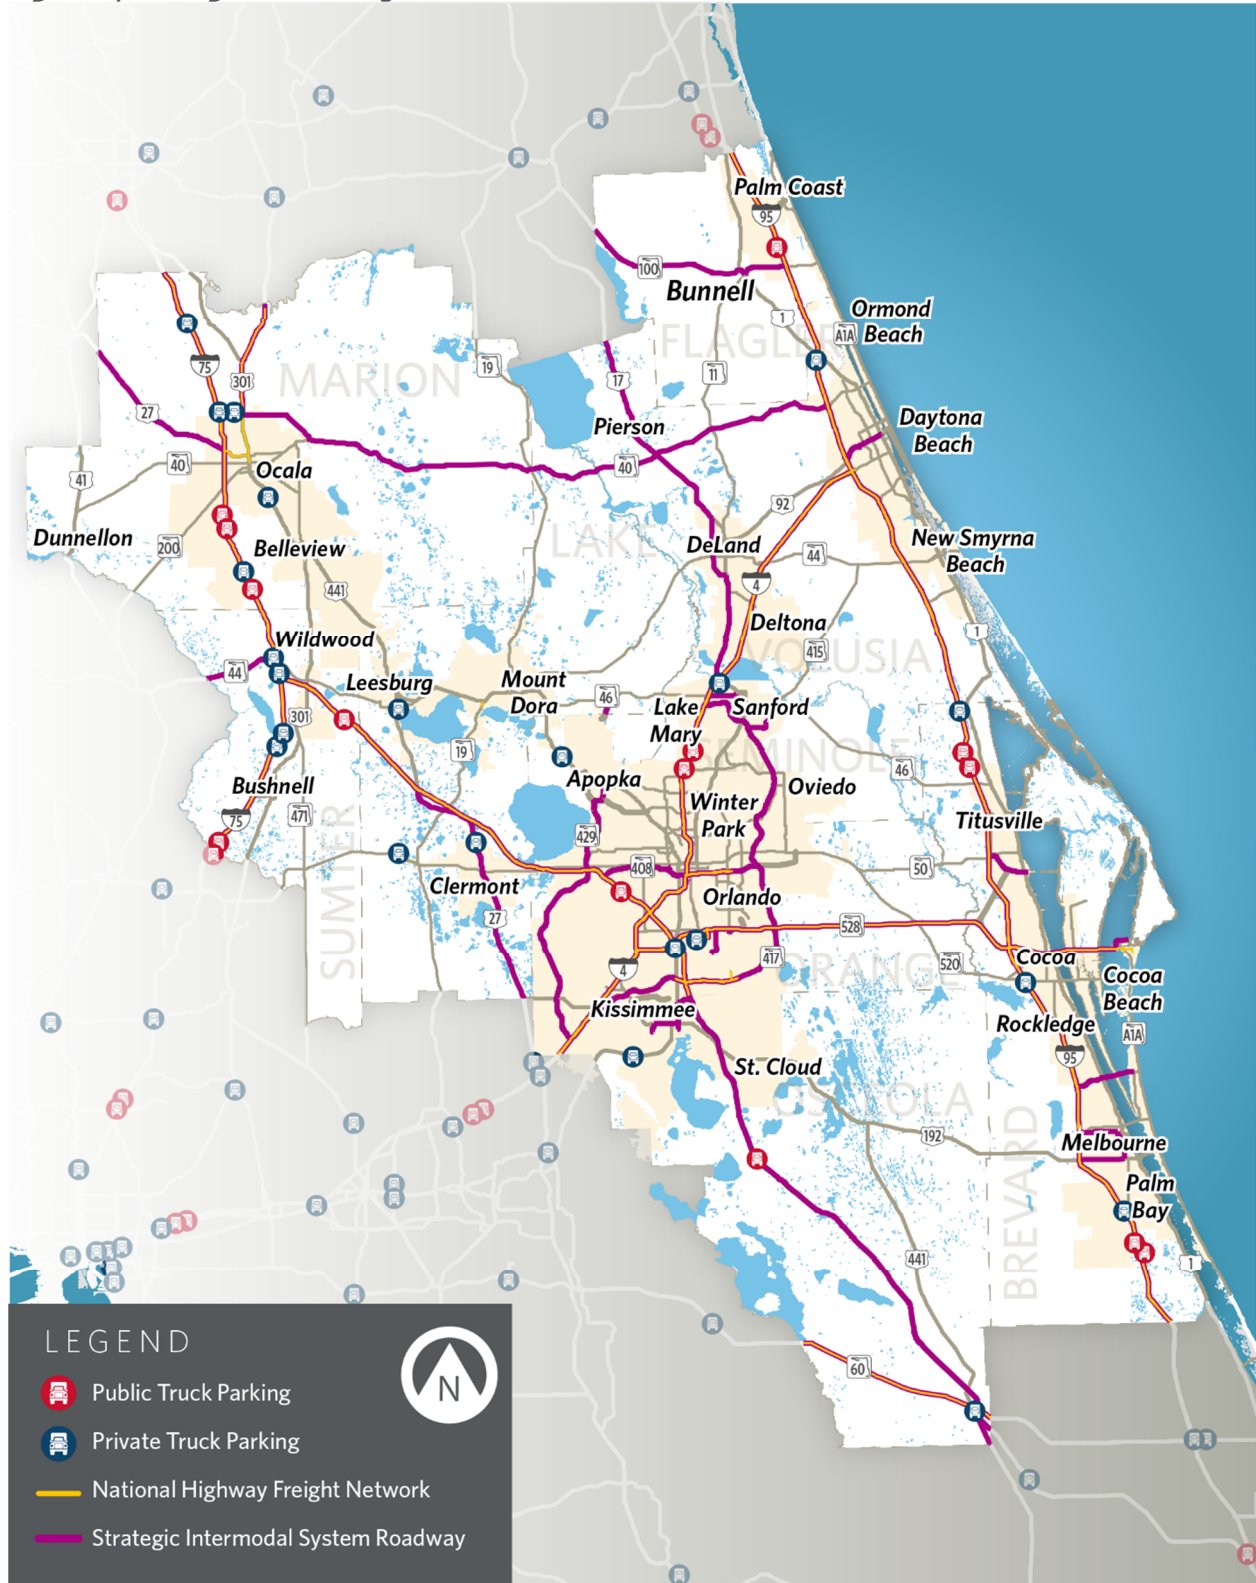 Palm Coast
95
100
Bunnell
1
Ormond
Beach
A1A
FLAGLER
19
MARION
75
301
17
11
27
Pierson
Daytona
Beach
40
40
Ocala
41
92
Dunnellon
200
Belleview
LAKE
DeLand
44
New Smyrna
Beach
441
4
Deltona
1
Wildwood
415
VOLUSIA
44
Leesburg
Mount
Dora
46
Lake
Mary
Sanford
301
19
SEMINOLE
46
Bushnell
Apopka
Oviedo
Winter
Park
75
471
429
Titusville
SUMTER
408
50
Clermont
Orlando
27
528
417
4
ORANGE
520
Cocoa
Cocoa
Beach
Kissimmee
Rockledge
A1A
95
St. Cloud
OSCEOLA
192
Melbourne
BREVARD
Palm
Bay
441
1
60
LEGEND
N
Public Truck Parking
Private Truck Parking
National Highway Freight Network
Strategic Intermodal System Roadway